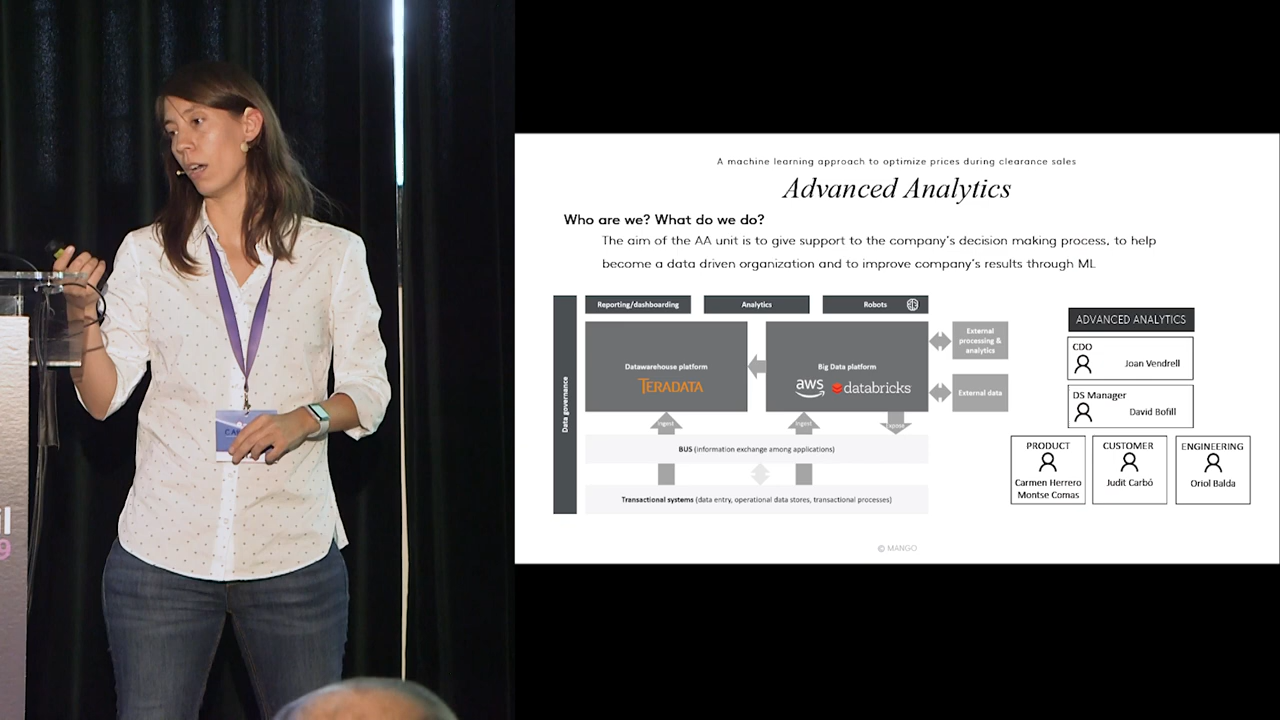 A machine learning approach to optimize prices during clearance sales
Advanced Analytics
Who are we? What do we do?
The aim of the AA unit is to give support to the company's decision making process, to help
become a data driven organization and to improve company's results through ML
Data governance
Reporting/dashboarding
Analytics
Robots
Datawarehouse platform
TERADATA
Big Data platform
aws
databricks
External
processing &
analytics
External data
Ingest
Ingest
Expose
BUS (information exchange among applications)
Transactional systems (data entry, operational data stores, transactional processes)
ADVANCED ANALYTICS
CDO
Joan Vendrell
DS Manager
David Bofill
PRODUCT
Carmen Herrero
Montse Comas
CUSTOMER
Judit Carbó
ENGINEERING
Oriol Balda
© MANGO